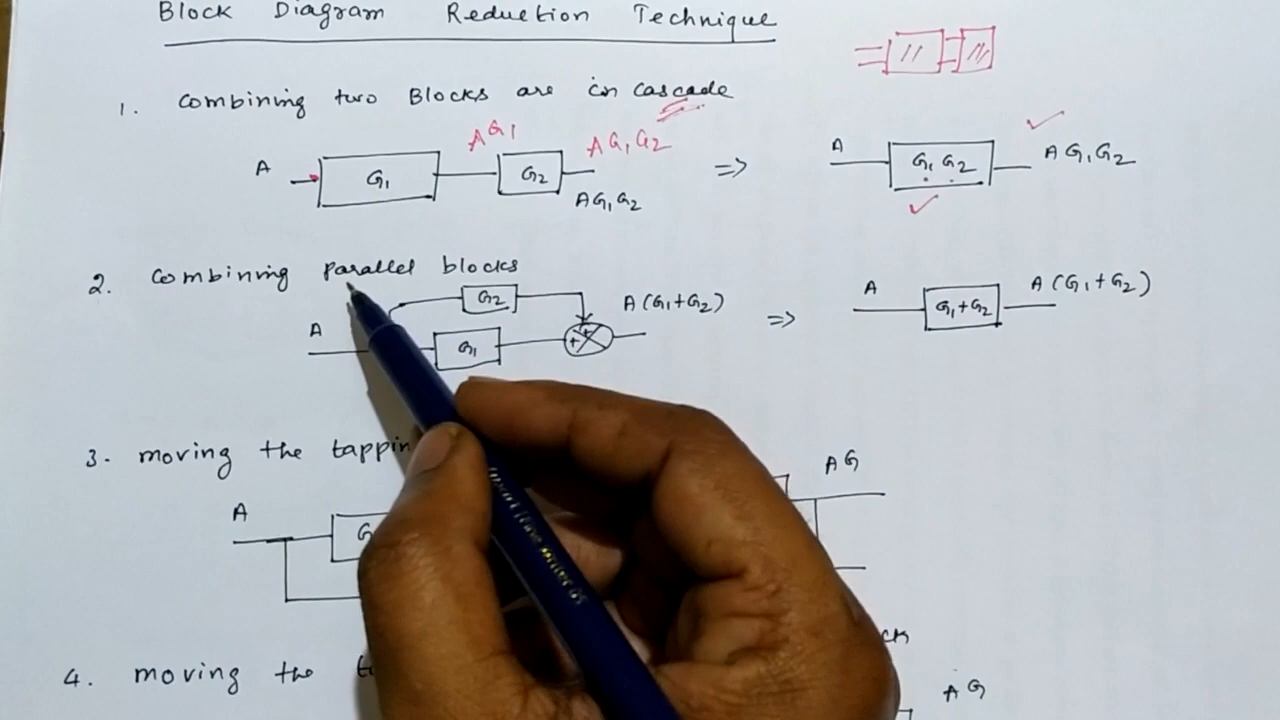 Block Diagram Reduction Technique
1. Combining two Blocks are in cascade
A G1 AG1 G2 AG1G2 AG1G2 => A G1 G2 AG1G2
2. Combining Parallel blocks
A G2 G1 + + A(G1+G2) => A G1+G2 A(G1+G2)
3. moving the tappin
A G AG
4. moving the
AG